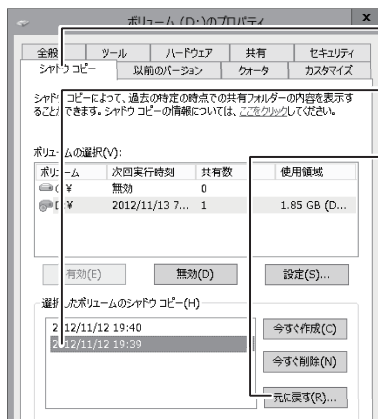 ボリューム (D:)のプロパティ x
全般 ツール ハードウェア 共有 セキュリティ
シャドウ コピー 以前のバージョン クォータ カスタマイズ
シャドウ コピーによって、過去の特定の時点での共有フォルダーの内容を表示す
ることができます。シャドウ コピーの情報については、ここをクリックしてください。
ボリュームの選択(V):
ボリューム 次回実行時刻 共有数 使用領域
¥ 無効 0
¥ 2012/11/13 7... 1 1.85 GB (D...
有効(E) 無効(D) 設定(S)...
選択したボリュームのシャドウ コピー(H)
2012/11/12 19:40
2012/11/12 19:39
今すぐ作成(C)
今すぐ削除(N)
元に戻す(R)...